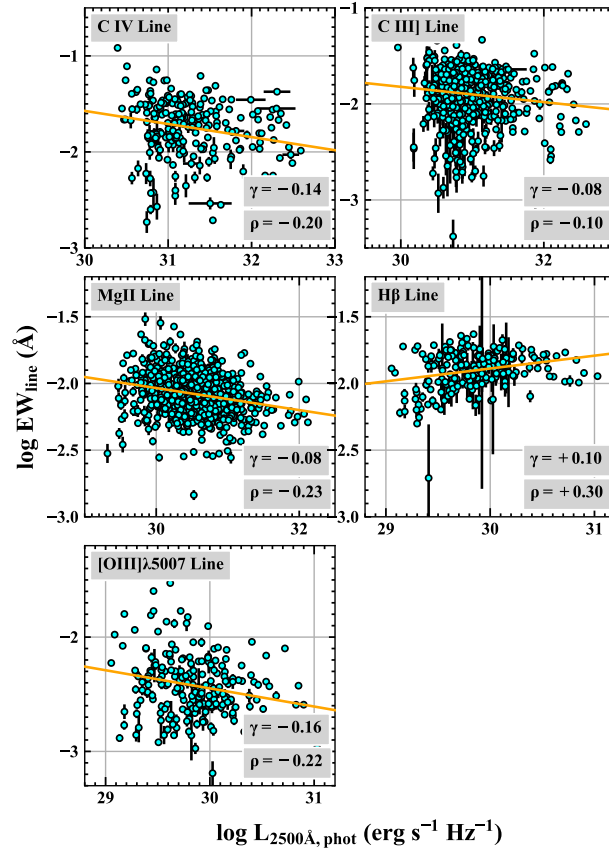 C IV Line
C III] Line
−1
−2
−3
30
31
32
33
γ = −0.14
ρ = −0.20
−1
−2
−3
30
32
γ = −0.08
ρ = −0.10
MgII Line
Hβ Line
−1.5
−2.0
−2.5
−3.0
30
31
32
γ = −0.08
ρ = −0.23
−1.5
−2.0
−2.5
−3.0
29
30
31
γ = +0.10
ρ = +0.30
[OIII]λ5007 Line
−2
−3
29
30
31
γ = −0.16
ρ = −0.22
log EW_line (Å)
log L_2500Å, phot (erg s⁻¹ Hz⁻¹)